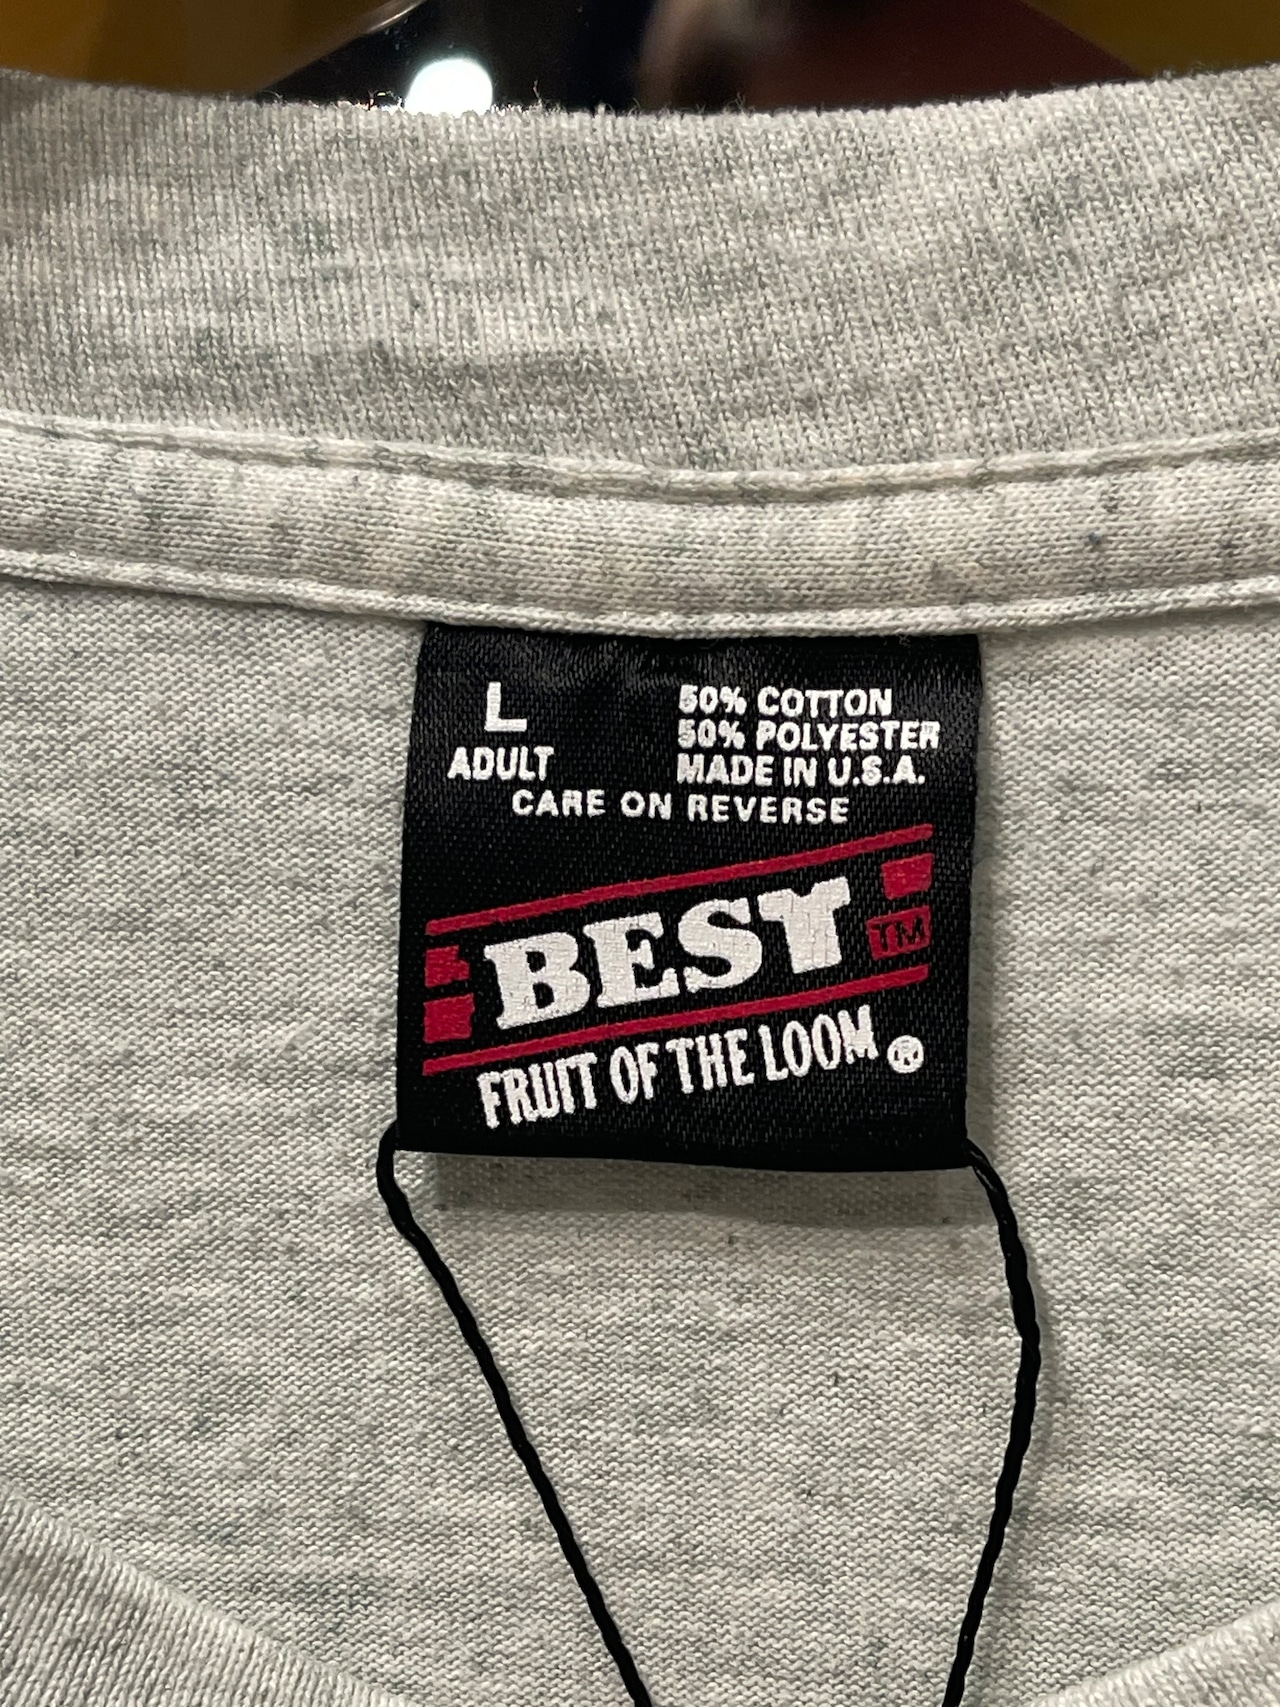 L
ADULT
50% COTTON
50% POLYESTER
MADE IN U.S.A.
CARE ON REVERSE
BEST TM
FRUIT OF THE LOOM ®